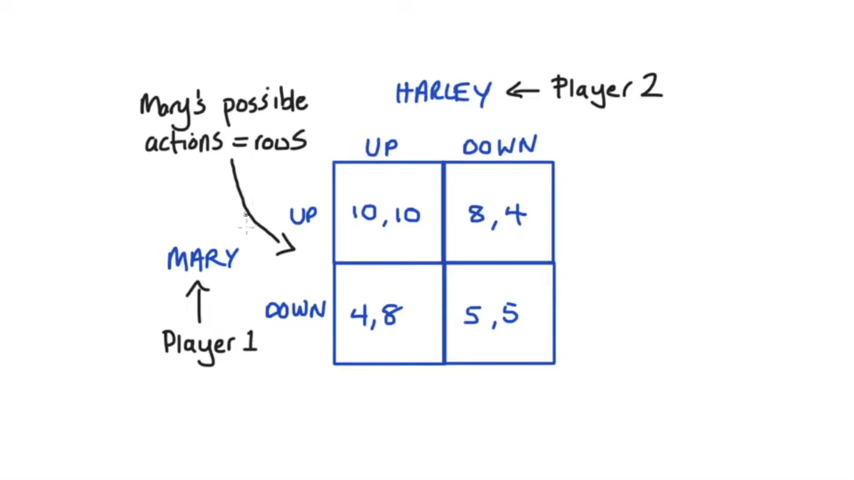 HARLEY ← Player 2
Mary's possible
actions = rows
UP DOWN
UP 10,10 8,4
MARY
DOWN 4,8 5,5
Player 1